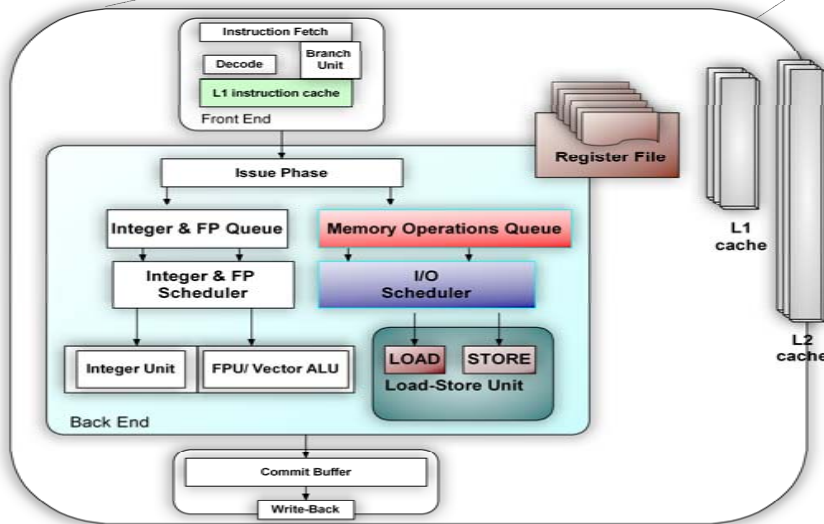 Instruction Fetch
Decode
Branch
Unit
L1 instruction cache
Front End
Register File
L1
cache
L2
cache
Issue Phase
Integer & FP Queue
Memory Operations Queue
Integer & FP
Scheduler
I/O
Scheduler
Integer Unit
FPU/ Vector ALU
LOAD
STORE
Load-Store Unit
Back End
Commit Buffer
Write-Back